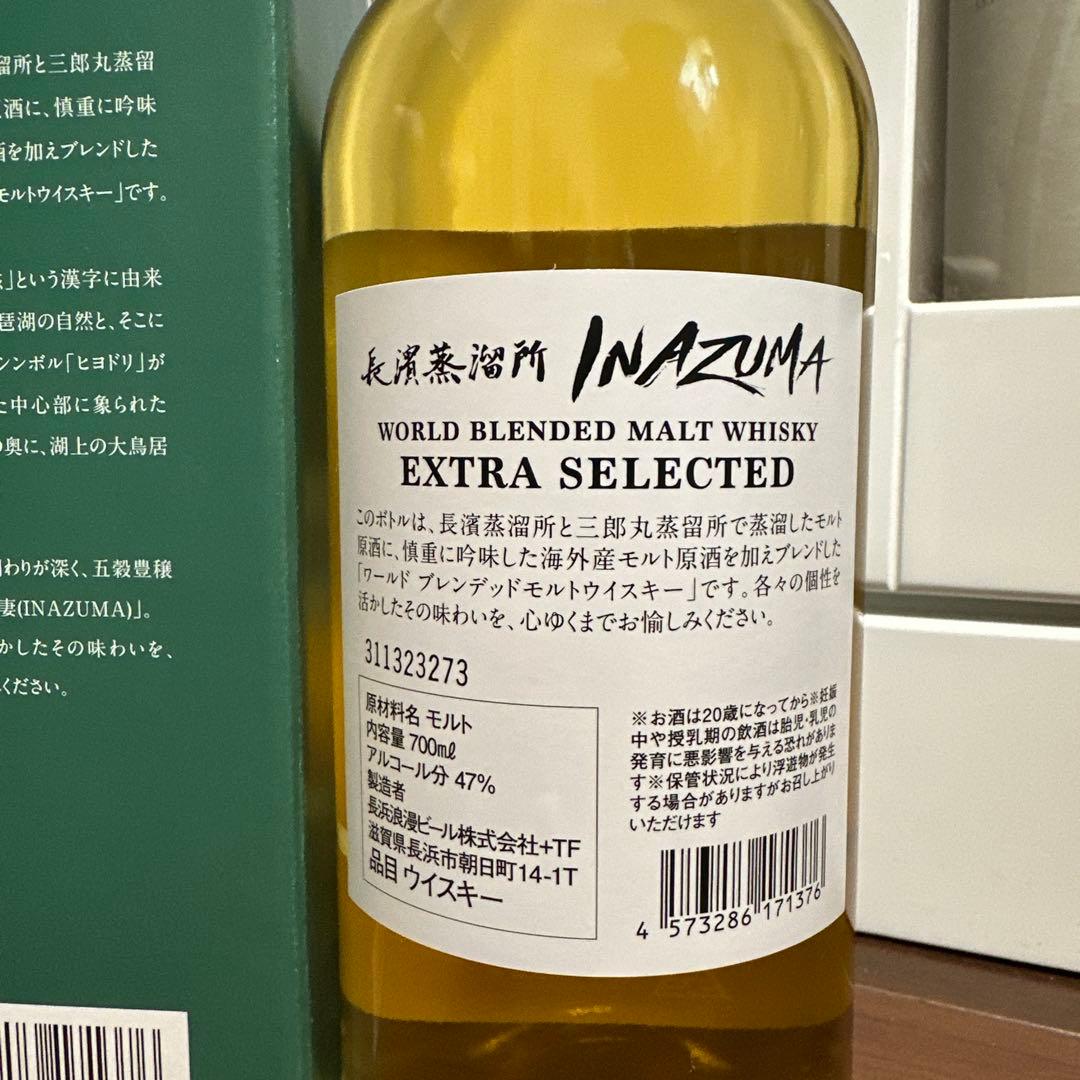 溜所と三郎丸蒸留
酒に、慎重に吟味
酒を加えブレンドした
モルトウイスキー」です。
」という漢字に由来
琶湖の自然と、そこに
シンボル「ヒヨドリ」が
た中心部に象られた
の奥に、湖上の大鳥居
関わりが深く、五穀豊穣
妻(INAZUMA)」。
かしたその味わいを、
ください。
長濱蒸溜所 INAZUMA
WORLD BLENDED MALT WHISKY
EXTRA SELECTED
このボトルは、長濱蒸溜所と三郎丸蒸留所で蒸溜したモルト
原酒に、慎重に吟味した海外産モルト原酒を加えブレンドした
「ワールド ブレンデッドモルトウイスキー」です。各々の個性を
活かしたその味わいを、心ゆくまでお愉しみください。
311323273
原材料名 モルト
内容量 700㎖
アルコール分 47%
製造者
長浜浪漫ビール株式会社+TF
滋賀県長浜市朝日町14-1T
品目 ウイスキー
※お酒は20歳になってから※妊娠
中や授乳期の飲酒は胎児・乳児の
発育に悪影響を与える恐れがありま
す※保管状況により浮遊物が発生
する場合がありますがお召し上がり
いただけます
4 573286 171376